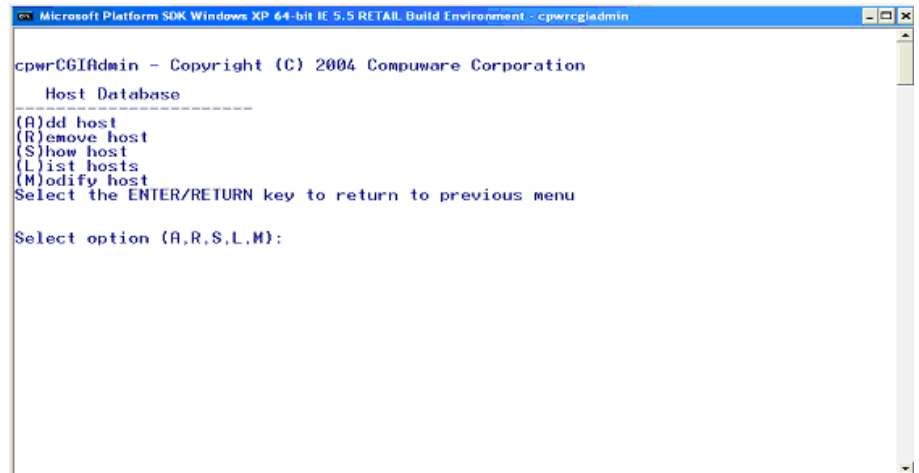 Microsoft Platform SDK Windows XP 64-bit IE 5.5 RETAIL Build Environment - cpwrcgiadmin
cpwrCGIAdmin - Copyright (C) 2004 Compuware Corporation
Host Database
------------------------
(A)dd host
(R)emove host
(S)how host
(L)ist hosts
(M)odify host
Select the ENTER/RETURN key to return to previous menu
Select option (A,R,S,L,M):